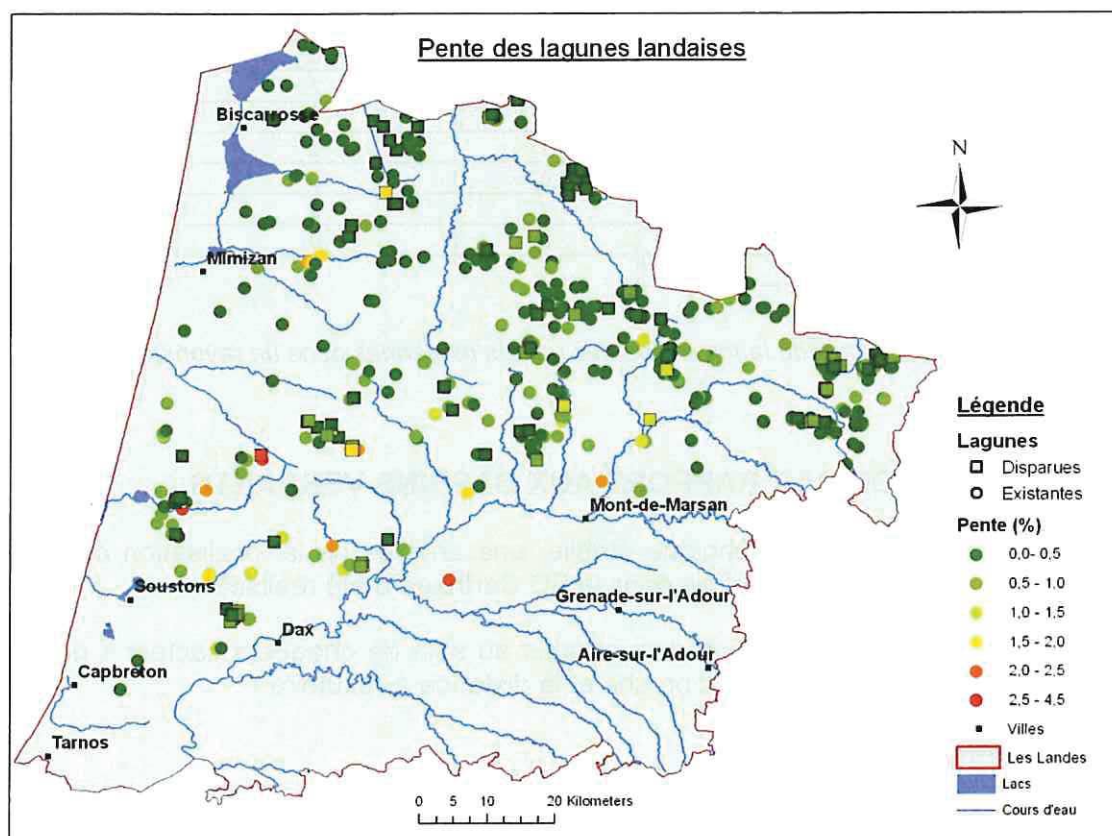 Pente des lagunes landaises
Biscarrosse
N
Mimizan
Mont-de-Marsan
Soustons
Grenade-sur-l'Adour
Dax
Aire-sur-l'Adour
Capbreton
Tarnos
0 5 10 20 Kilometers
Légende
Lagunes
Disparues
Existantes
Pente (%)
0,0- 0,5
0,5 - 1,0
1,0 - 1,5
1,5 - 2,0
2,0 - 2,5
2,5 - 4,5
Villes
Les Landes
Lacs
Cours d'eau